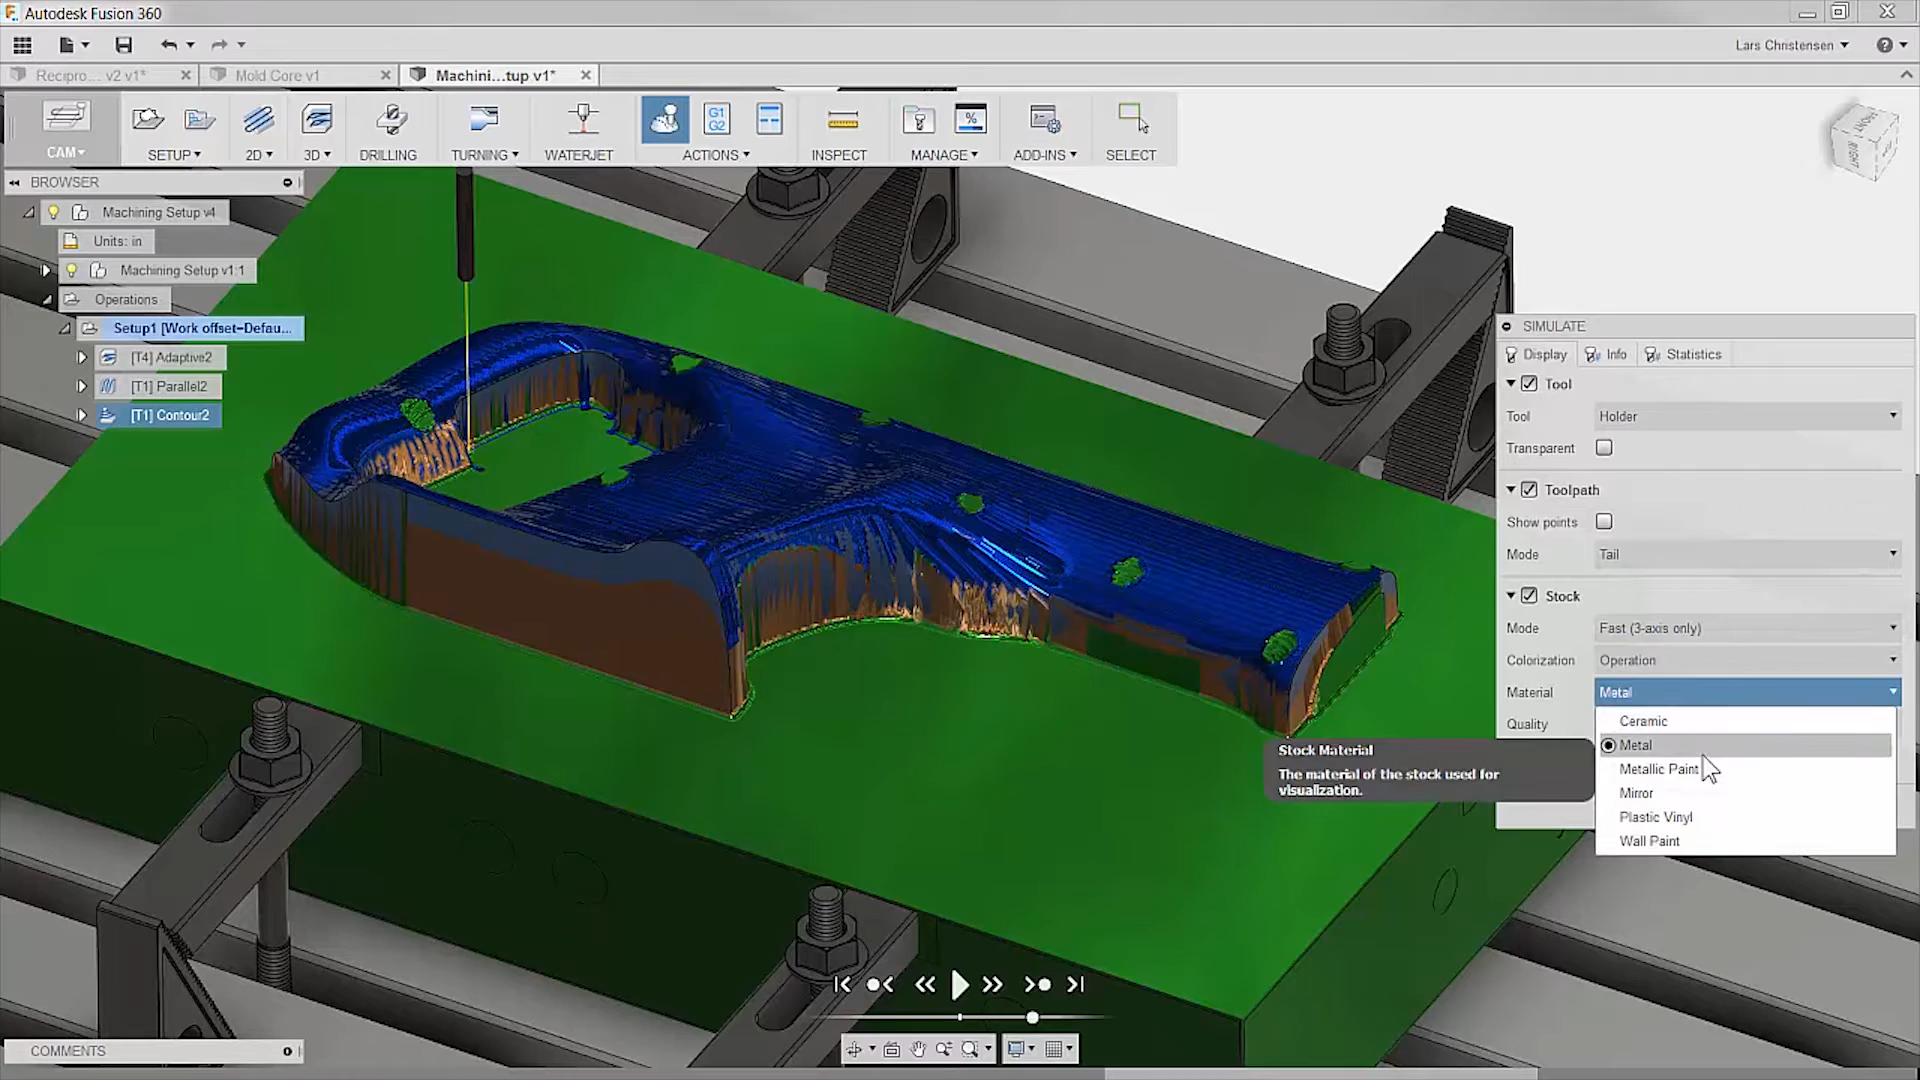 Autodesk Fusion 360
Lars Christensen
Recipro... v2 v1*
Mold Core v1
Machini...tup v1*
G1
G2
%
CAM
SETUP
2D
3D
DRILLING
TURNING
WATERJET
ACTIONS
INSPECT
MANAGE
ADD-INS
SELECT
FRONT
RIGHT
BROWSER
Machining Setup v4
Units: in
Machining Setup v1:1
Operations
Setup1 [Work offset=Defau...
[T4] Adaptive2
[T1] Parallel2
[T1] Contour2
SIMULATE
Display
Info
Statistics
Tool
Tool
Holder
Transparent
Toolpath
Show points
Mode
Tail
Stock
Mode
Fast (3-axis only)
Colorization
Operation
Material
Metal
Quality
Ceramic
Metal
Metallic Paint
Mirror
Plastic Vinyl
Wall Paint
Stock Material
The material of the stock used for
visualization.
COMMENTS